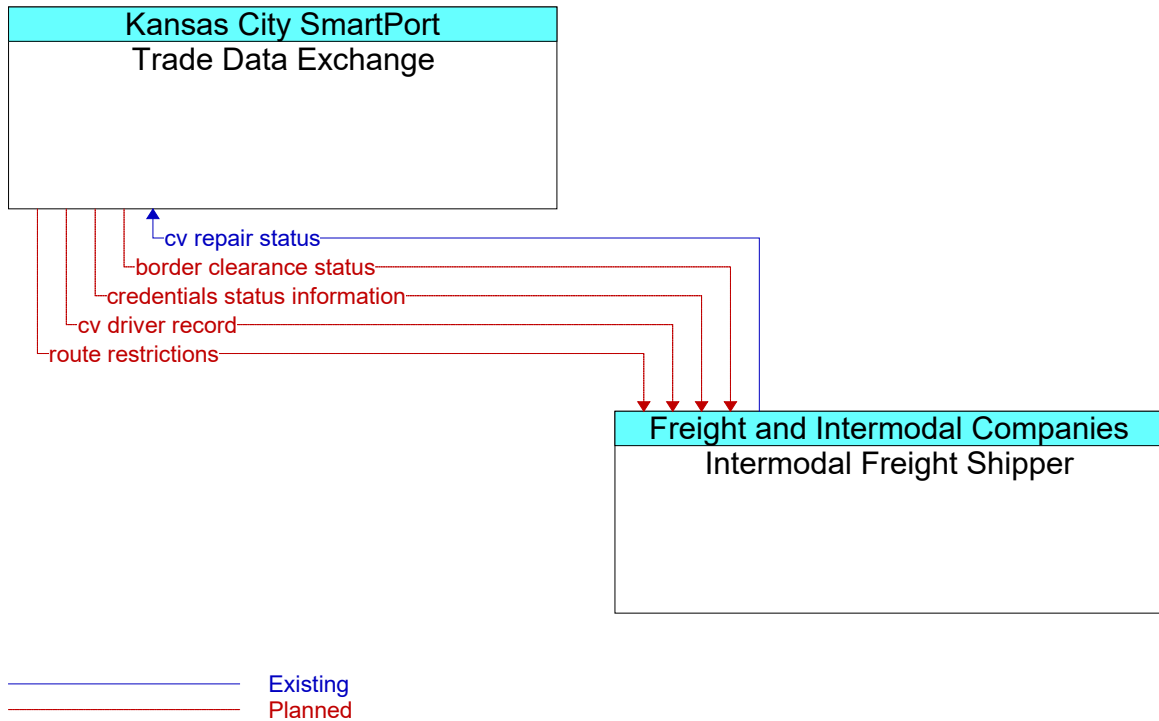 Kansas City SmartPort
Trade Data Exchange
cv repair status
border clearance status
credentials status information
cv driver record
route restrictions
Freight and Intermodal Companies
Intermodal Freight Shipper
Existing
Planned